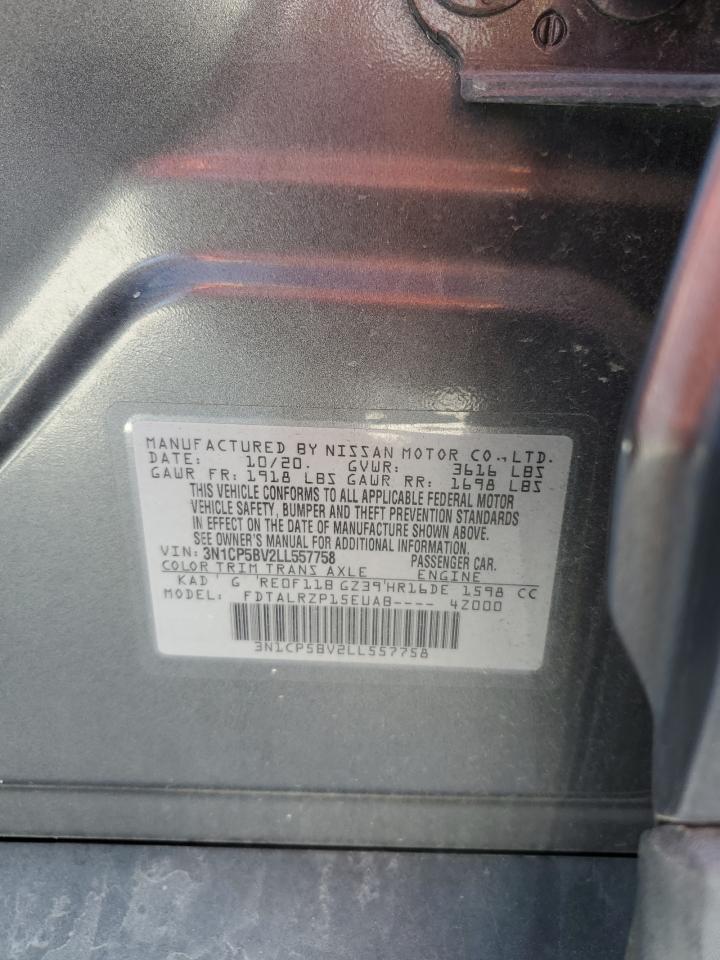 MANUFACTURED BY NISSAN MOTOR CO.,LTD.
DATE: 10/20. GVWR: 3616 LBS
GAWR FR: 1918 LBS GAWR RR: 1698 LBS
THIS VEHICLE CONFORMS TO ALL APPLICABLE FEDERAL MOTOR
VEHICLE SAFETY, BUMPER AND THEFT PREVENTION STANDARDS
IN EFFECT ON THE DATE OF MANUFACTURE SHOWN ABOVE.
SEE OWNER'S MANUAL FOR ADDITIONAL INFORMATION.
VIN: 3N1CP5BV2LL557758 PASSENGER CAR.
COLOR TRIM TRANS AXLE ENGINE
KAD ' G 'RE0F11B GZ39'HR16DE 1598 CC
MODEL: FDTALRZP15EUAB---- 4Z000
3N1CP5BV2LL557758